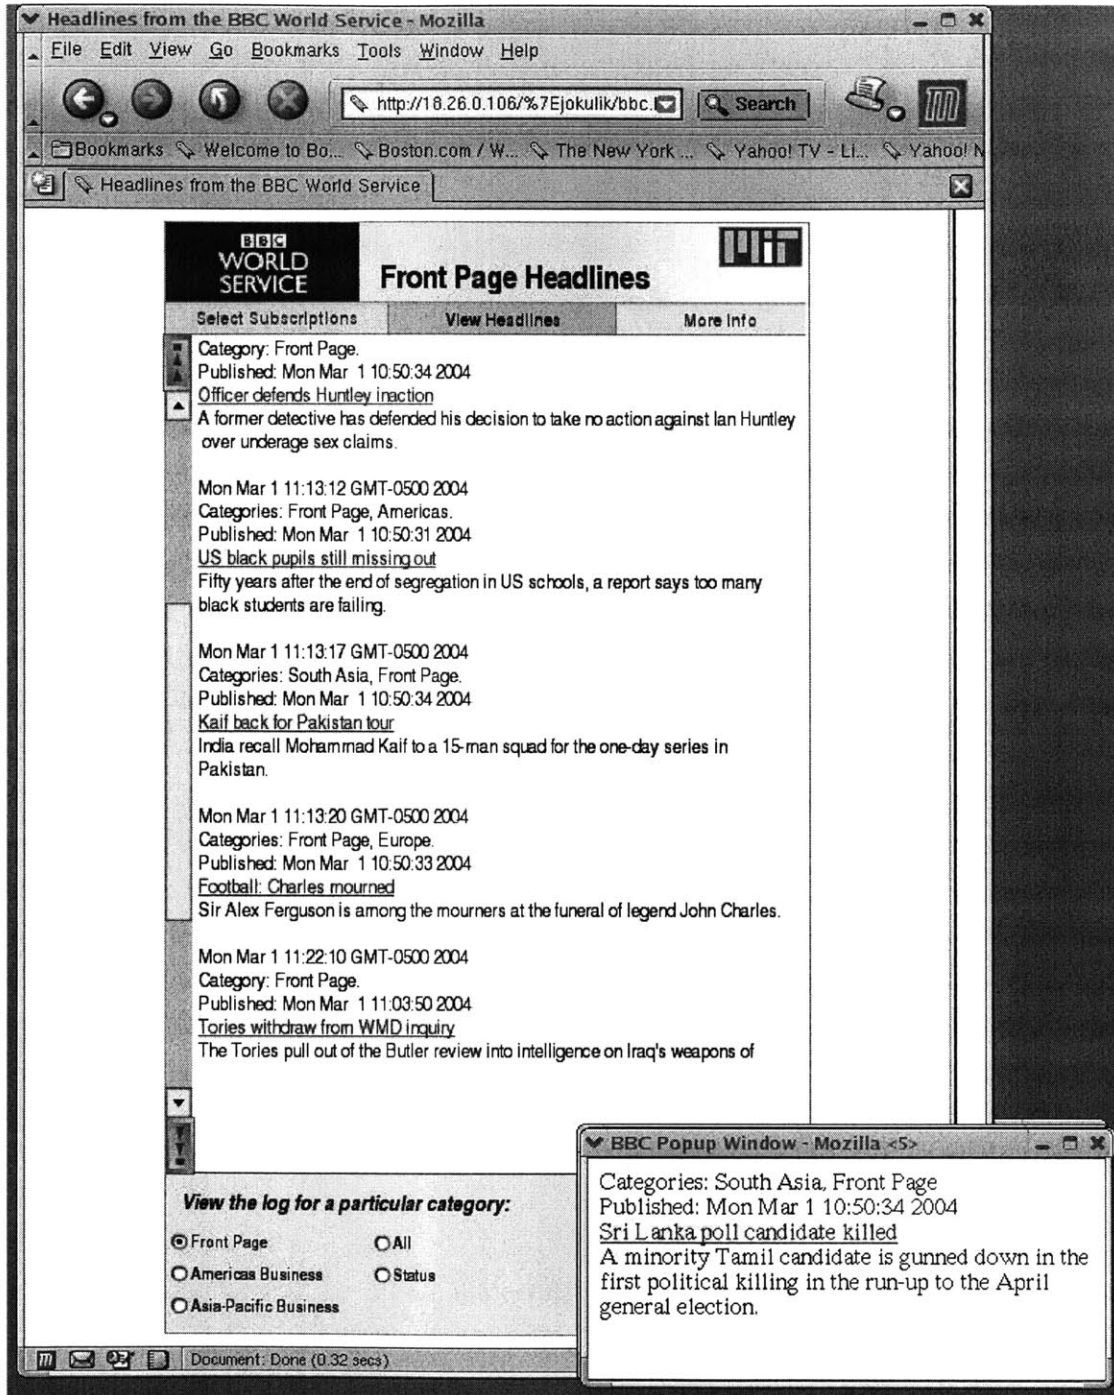 Headlines from the BBC World Service - Mozilla
File Edit View Go Bookmarks Tools Window Help
http://18.26.0.106/%7Ejokulik/bbc. Search
Bookmarks Welcome to Bo... Boston.com / W... The New York ... Yahoo! TV - Li... Yahoo! N
Headlines from the BBC World Service
BBC
WORLD
SERVICE
Front Page Headlines
MIT
Select Subscriptions View Headlines More Info
Category: Front Page.
Published: Mon Mar 1 10:50:34 2004
Officer defends Huntley inaction
A former detective has defended his decision to take no action against Ian Huntley
over underage sex claims.
Mon Mar 1 11:13:12 GMT-0500 2004
Categories: Front Page, Americas.
Published: Mon Mar 1 10:50:31 2004
US black pupils still missing out
Fifty years after the end of segregation in US schools, a report says too many
black students are failing.
Mon Mar 1 11:13:17 GMT-0500 2004
Categories: South Asia, Front Page.
Published: Mon Mar 1 10:50:34 2004
Kaif back for Pakistan tour
India recall Mohammad Kaif to a 15-man squad for the one-day series in
Pakistan.
Mon Mar 1 11:13:20 GMT-0500 2004
Categories: Front Page, Europe.
Published: Mon Mar 1 10:50:33 2004
Football: Charles mourned
Sir Alex Ferguson is among the mourners at the funeral of legend John Charles.
Mon Mar 1 11:22:10 GMT-0500 2004
Category: Front Page.
Published: Mon Mar 1 11:03:50 2004
Tories withdraw from WMD inquiry
The Tories pull out of the Butler review into intelligence on Iraq's weapons of
View the log for a particular category:
Front Page All
Americas Business Status
Asia-Pacific Business
Document: Done (0.32 secs)
BBC Popup Window - Mozilla <5>
Categories: South Asia, Front Page
Published: Mon Mar 1 10:50:34 2004
Sri Lanka poll candidate killed
A minority Tamil candidate is gunned down in the
first political killing in the run-up to the April
general election.